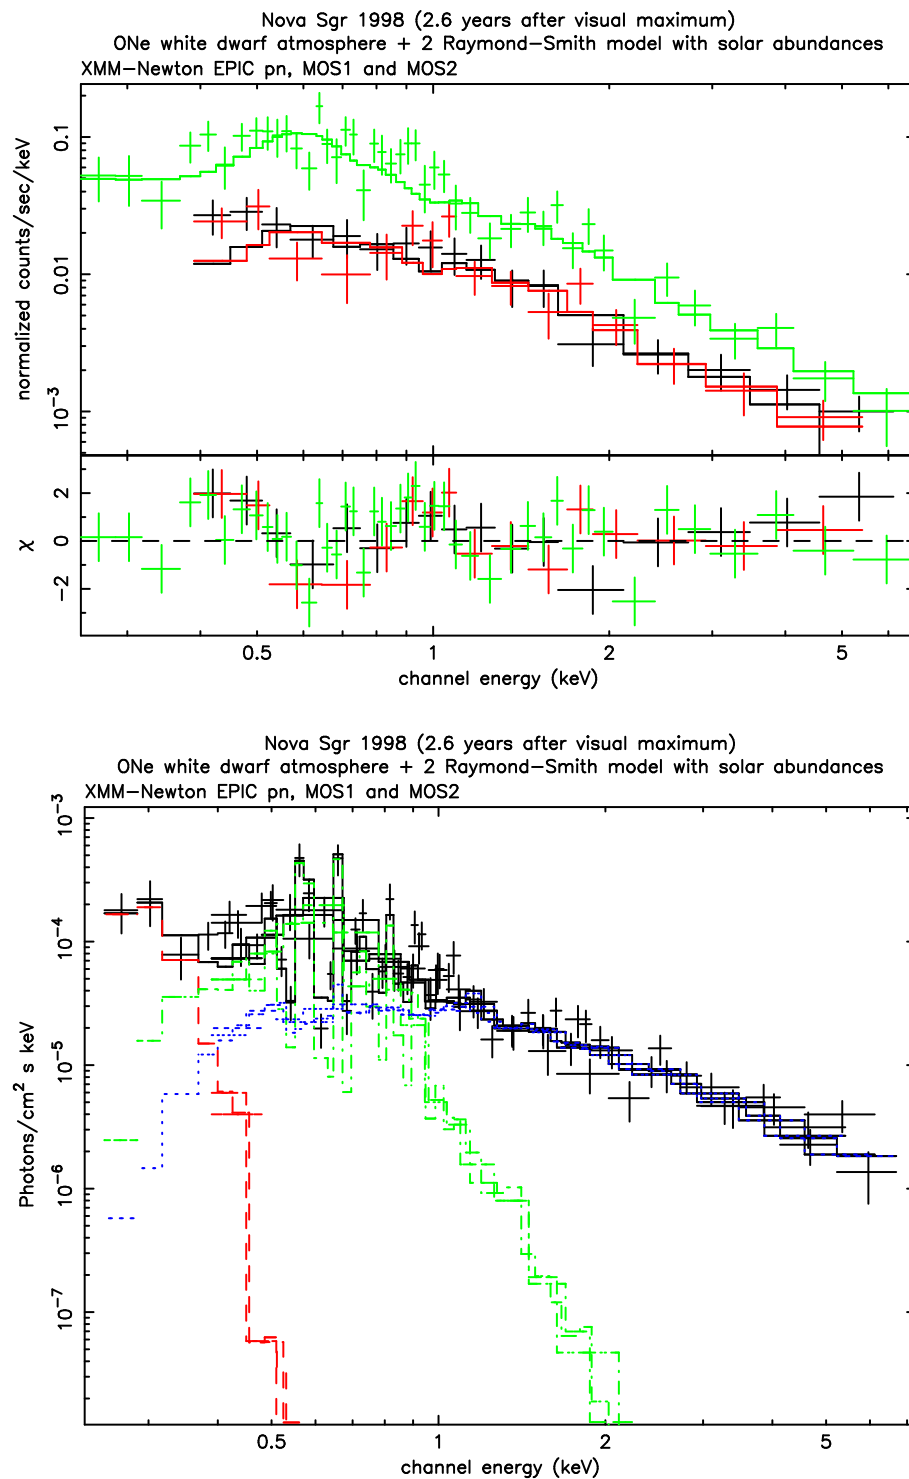 Nova Sgr 1998 (2.6 years after visual maximum)
ONe white dwarf atmosphere + 2 Raymond-Smith model with solar abundances
XMM-Newton EPIC pn, MOS1 and MOS2
normalized counts/sec/keV
0.1
0.01
10⁻³
χ
2
0
−2
0.5 1 2 5
channel energy (keV)
Nova Sgr 1998 (2.6 years after visual maximum)
ONe white dwarf atmosphere + 2 Raymond-Smith model with solar abundances
XMM-Newton EPIC pn, MOS1 and MOS2
Photons/cm² s keV
10⁻³
10⁻⁴
10⁻⁵
10⁻⁶
10⁻⁷
0.5 1 2 5
channel energy (keV)